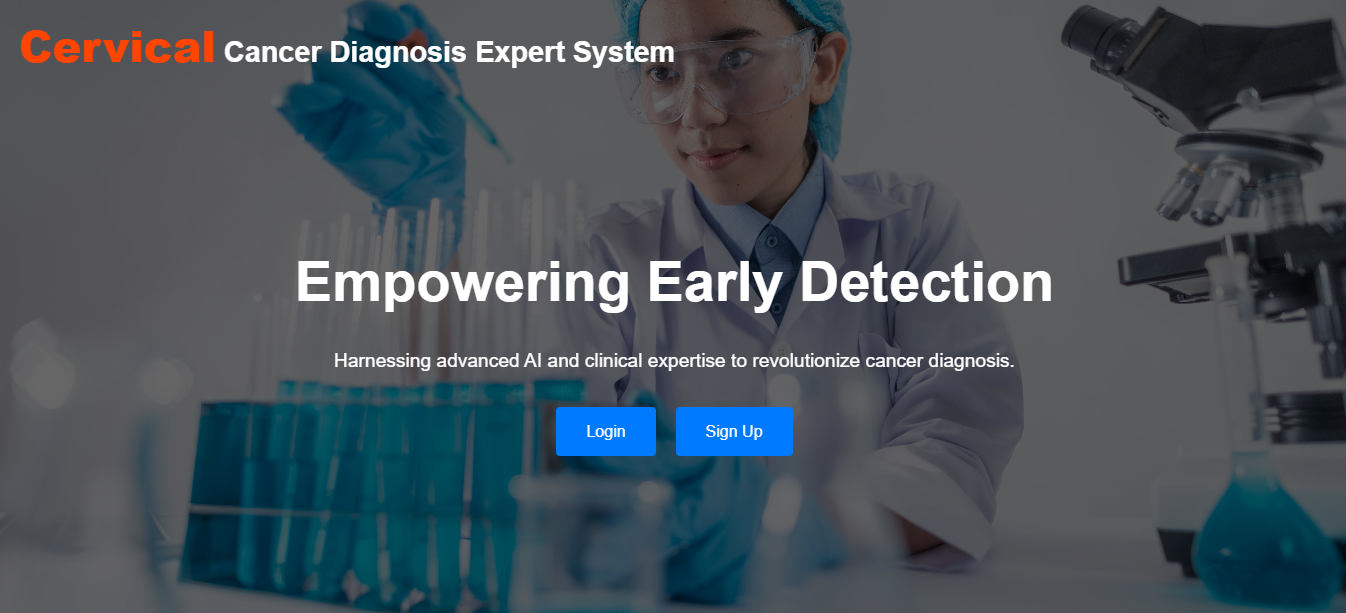 Cervical Cancer Diagnosis Expert System
Empowering Early Detection
Harnessing advanced AI and clinical expertise to revolutionize cancer diagnosis.
Login
Sign Up